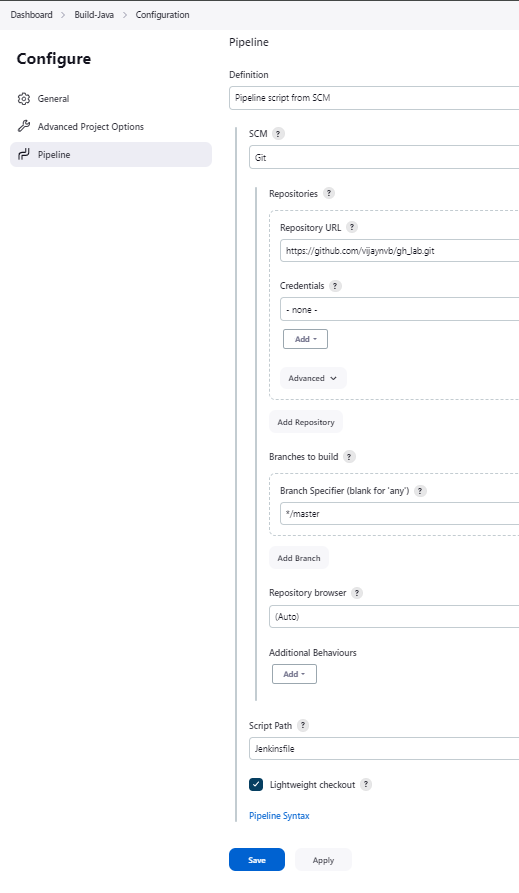 Dashboard > Build-Java > Configuration
Configure
General
Advanced Project Options
Pipeline
Pipeline
Definition
Pipeline script from SCM
SCM ?
Git
Repositories ?
Repository URL ?
https://github.com/vijaynvb/gh_lab.git
Credentials ?
- none -
Add
Advanced
Add Repository
Branches to build ?
Branch Specifier (blank for 'any') ?
*/master
Add Branch
Repository browser ?
(Auto)
Additional Behaviours
Add
Script Path ?
Jenkinsfile
Lightweight checkout ?
Pipeline Syntax
Save Apply